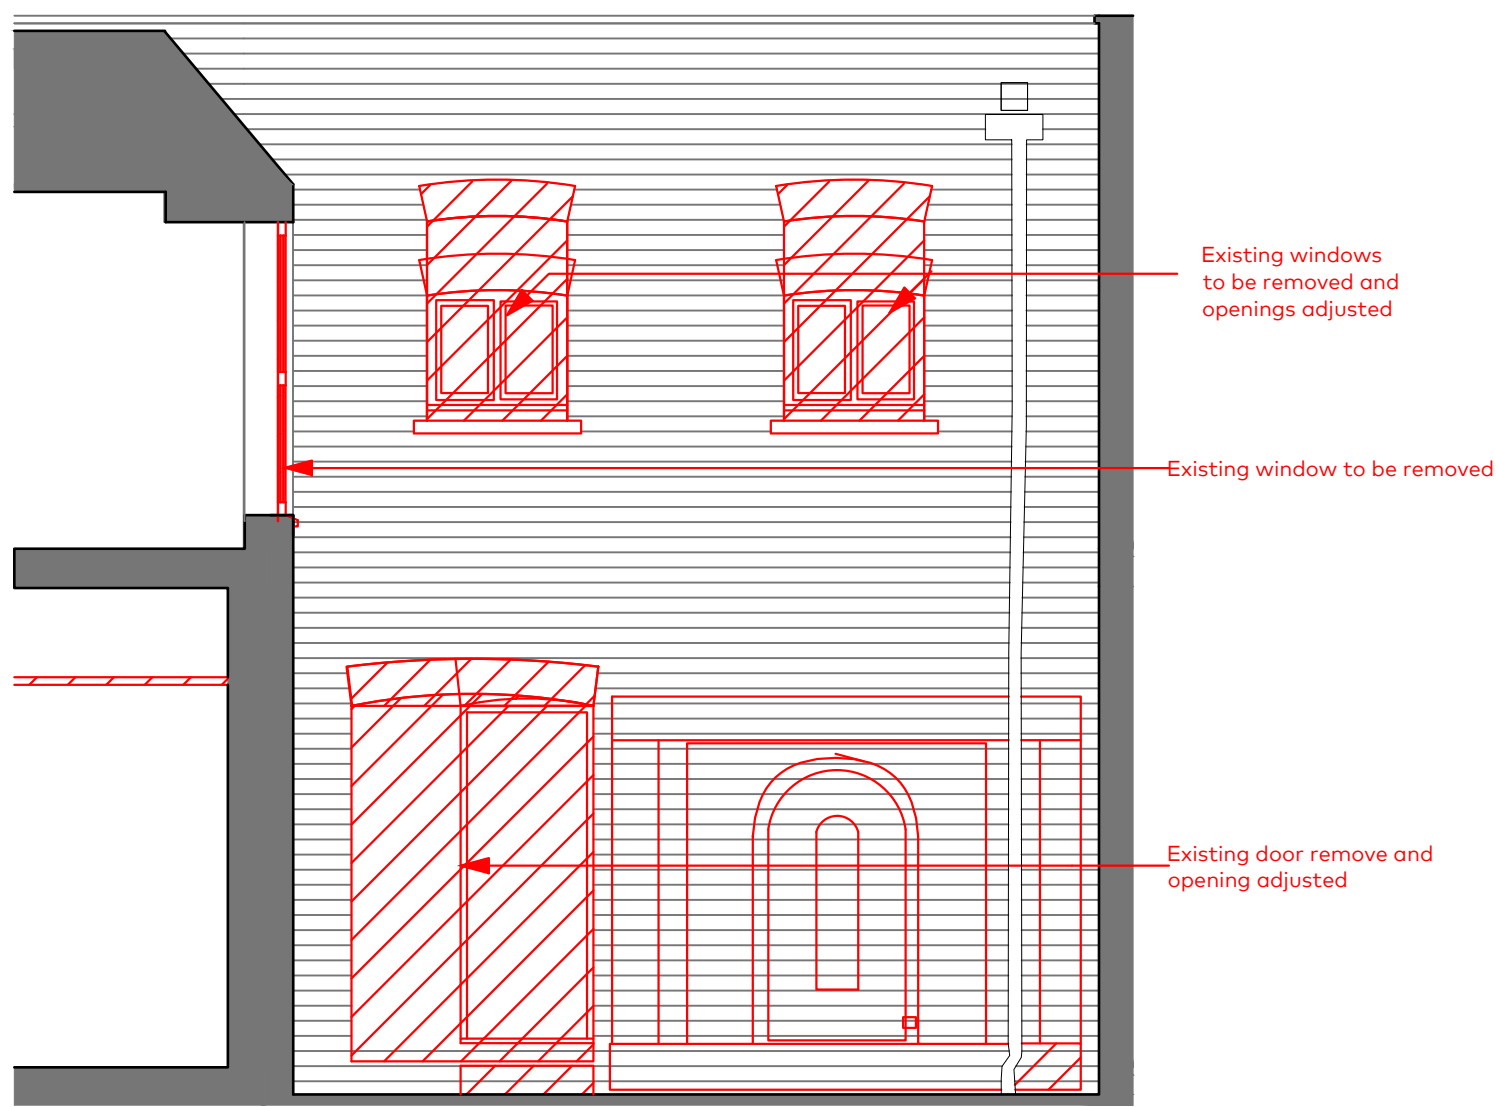 Existing windows
to be removed and
openings adjusted
Existing window to be removed
Existing door remove and
opening adjusted